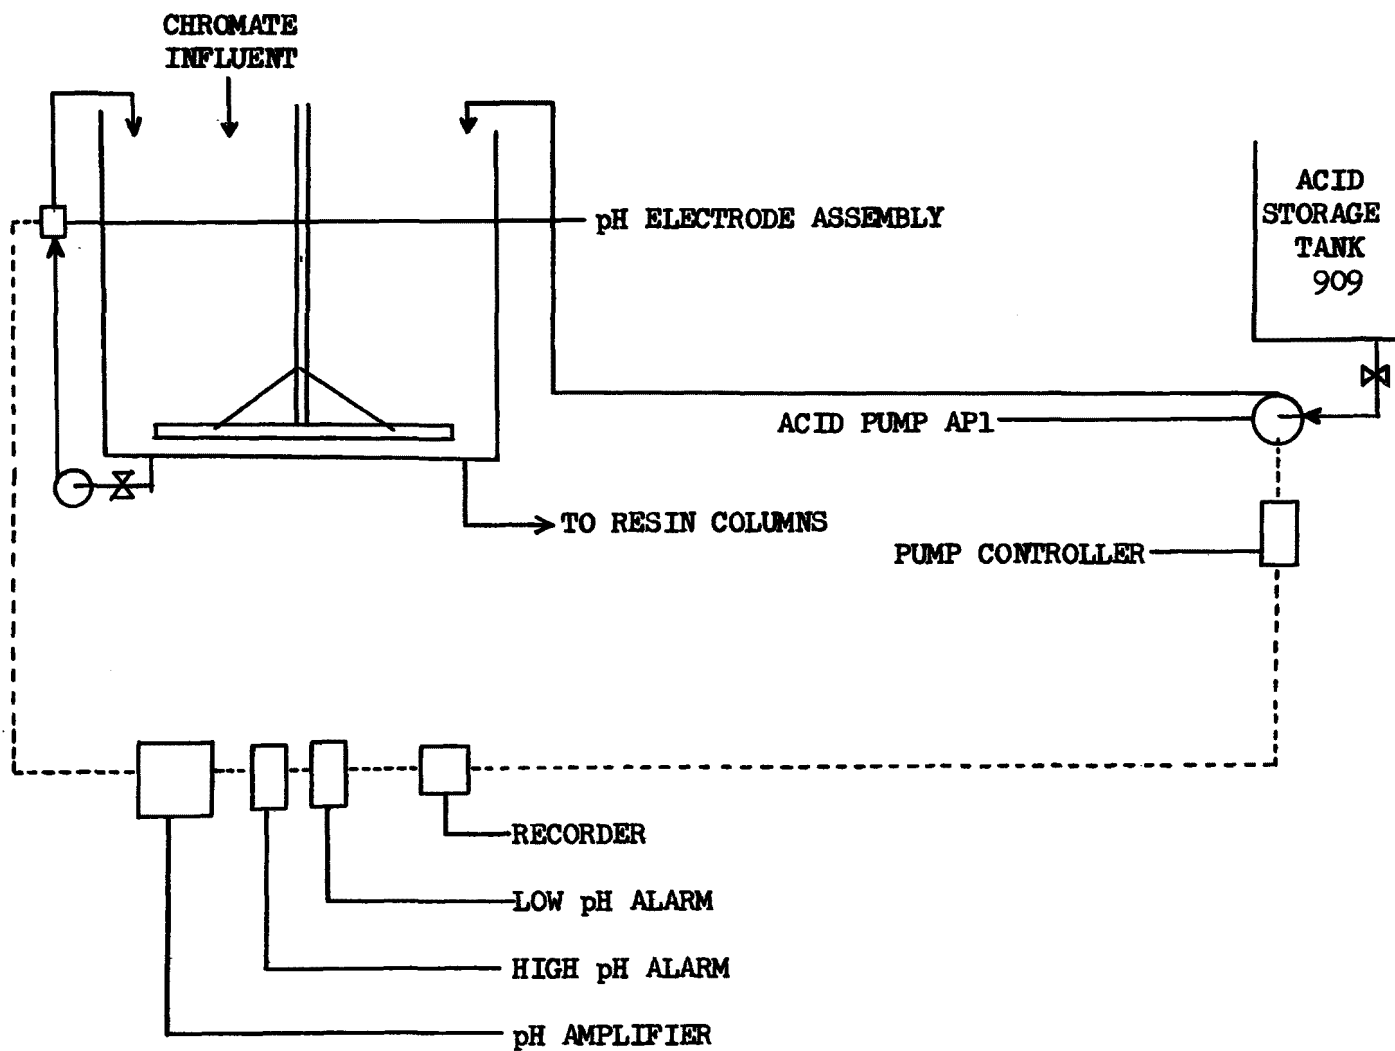 CHROMATE
INFLUENT
pH ELECTRODE ASSEMBLY
ACID
STORAGE
TANK
909
ACID PUMP AP1
TO RESIN COLUMNS
PUMP CONTROLLER
RECORDER
LOW pH ALARM
HIGH pH ALARM
pH AMPLIFIER